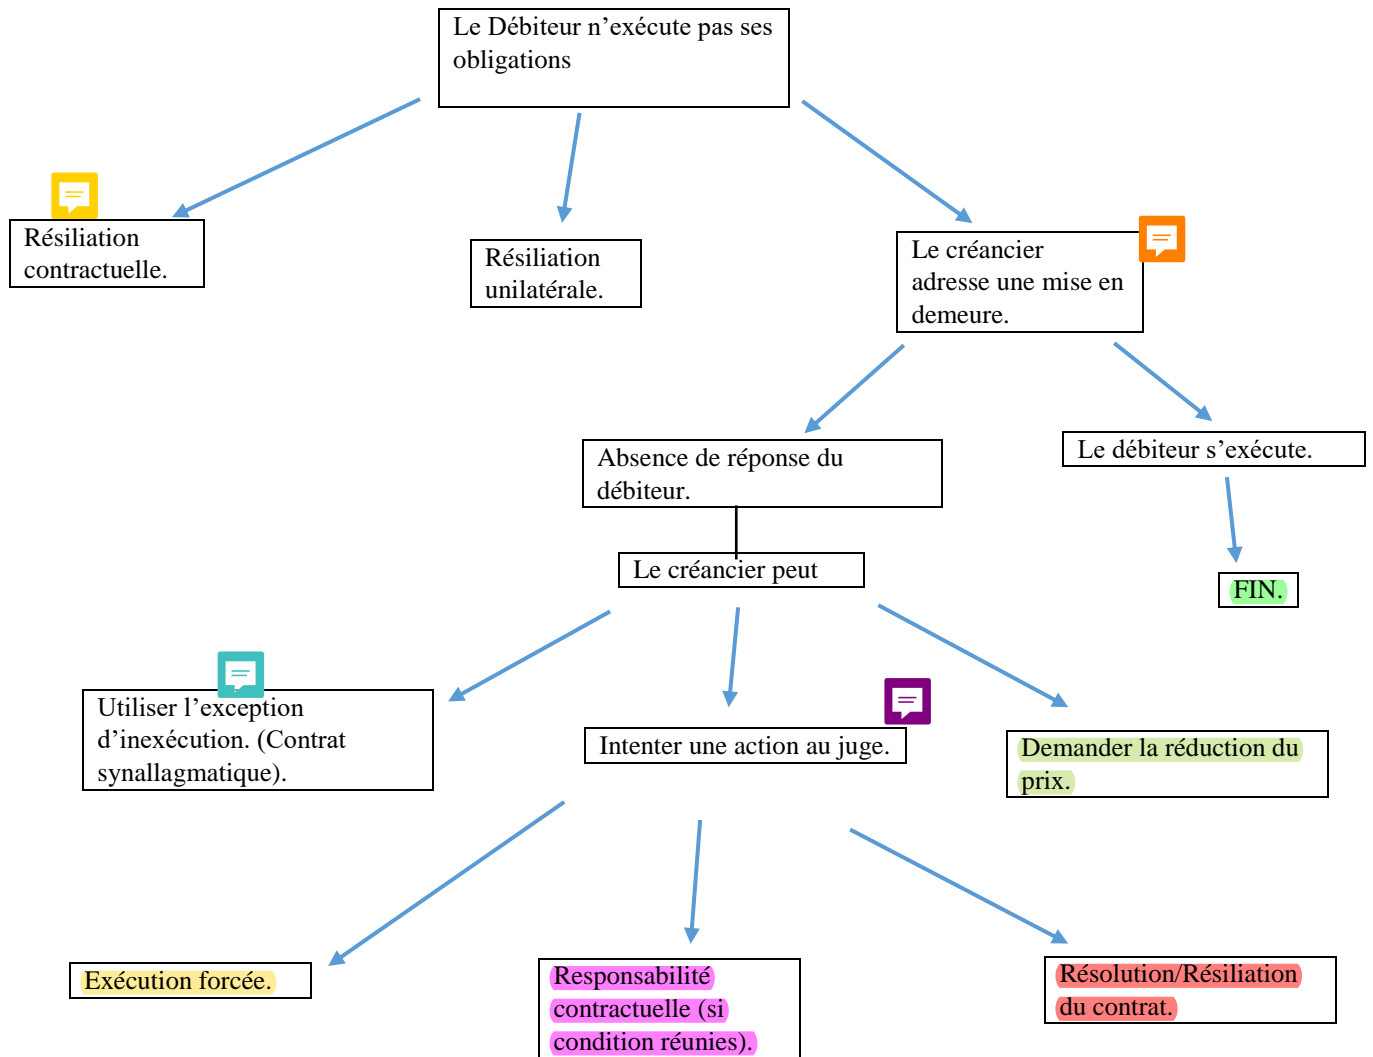 Le Débiteur n’exécute pas ses
obligations
Résiliation
contractuelle.
Résiliation
unilatérale.
Le créancier
adresse une mise en
demeure.
Absence de réponse du
débiteur.
Le débiteur s’exécute.
Le créancier peut
FIN.
Utiliser l’exception
d’inexécution. (Contrat
synallagmatique).
Intenter une action au juge.
Demander la réduction du
prix.
Exécution forcée.
Responsabilité
contractuelle (si
condition réunies).
Résolution/Résiliation
du contrat.